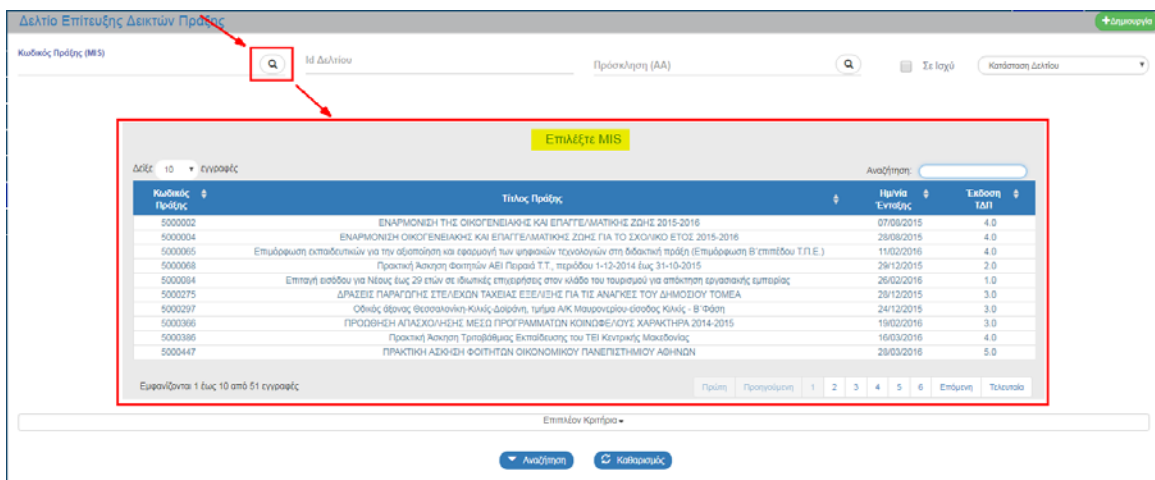 Δελτίο Επίτευξης Δεικτών Πράξης
+Δημιουργία
Κωδικός Πράξης (MIS)
Id Δελτίου
Πρόσκληση (ΑΑ)
Σε Ισχύ
Κατάσταση Δελτίου
Επιλέξτε MIS
Δείξε 10 εγγραφές
Αναζήτηση:
Κωδικός Πράξης Τίτλος Πράξης Ημ/νία Ένταξης Έκδοση ΤΔΠ
5000002 ΕΝΑΡΜΟΝΙΣΗ ΤΗΣ ΟΙΚΟΓΕΝΕΙΑΚΗΣ ΚΑΙ ΕΠΑΓΓΕΛΜΑΤΙΚΗΣ ΖΩΗΣ 2015-2016 07/08/2015 4.0
5000004 ΕΝΑΡΜΟΝΙΣΗ ΟΙΚΟΓΕΝΕΙΑΚΗΣ ΚΑΙ ΕΠΑΓΓΕΛΜΑΤΙΚΗΣ ΖΩΗΣ ΓΙΑ ΤΟ ΣΧΟΛΙΚΟ ΕΤΟΣ 2015-2016 28/08/2015 4.0
5000065 Επιμόρφωση εκπαιδευτικών για την αξιοποίηση και εφαρμογή των ψηφιακών τεχνολογιών στη διδακτική πράξη (Επιμόρφωση Β΄επιπέδου Τ.Π.Ε.) 11/02/2016 4.0
5000068 Πρακτική Άσκηση Φοιτητών ΑΕΙ Πειραιά Τ.Τ., περιόδου 1-12-2014 έως 31-10-2015 29/12/2015 2.0
5000084 Επιταγή εισόδου για Νέους έως 29 ετών σε ιδιωτικές επιχειρήσεις στον κλάδο του τουρισμού για απόκτηση εργασιακής εμπειρίας 26/02/2016 1.0
5000275 ΔΡΑΣΕΙΣ ΠΑΡΑΓΩΓΗΣ ΣΤΕΛΕΧΩΝ ΤΑΧΕΙΑΣ ΕΞΕΛΙΞΗΣ ΓΙΑ ΤΙΣ ΑΝΑΓΚΕΣ ΤΟΥ ΔΗΜΟΣΙΟΥ ΤΟΜΕΑ 28/12/2015 3.0
5000297 Οδικός άξονας Θεσσαλονίκη-Κιλκίς-Δοϊράνη, τμήμα Α/Κ Μαυρονερίου-είσοδος Κιλκίς - Β΄Φάση 24/12/2015 3.0
5000366 ΠΡΟΩΘΗΣΗ ΑΠΑΣΧΟΛΗΣΗΣ ΜΕΣΩ ΠΡΟΓΡΑΜΜΑΤΩΝ ΚΟΙΝΩΦΕΛΟΥΣ ΧΑΡΑΚΤΗΡΑ 2014-2015 19/02/2016 3.0
5000386 Πρακτική Άσκηση Τριτοβάθμιας Εκπαίδευσης του ΤΕΙ Κεντρικής Μακεδονίας 16/03/2016 4.0
5000447 ΠΡΑΚΤΙΚΗ ΑΣΚΗΣΗ ΦΟΙΤΗΤΩΝ ΟΙΚΟΝΟΜΙΚΟΥ ΠΑΝΕΠΙΣΤΗΜΙΟΥ ΑΘΗΝΩΝ 28/03/2016 5.0
Εμφανίζονται 1 έως 10 από 51 εγγραφές
Πρώτη Προηγούμενη 1 2 3 4 5 6 Επόμενη Τελευταία
Επιπλέον Κριτήρια
Αναζήτηση
Καθαρισμός